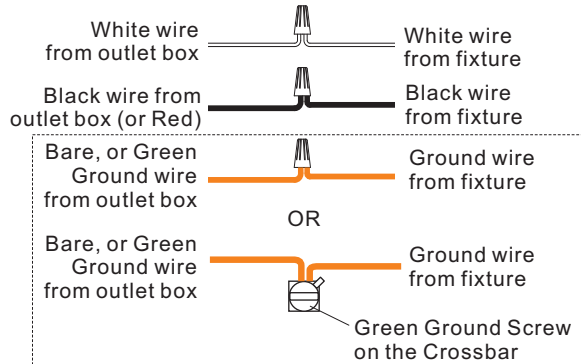 White wire
from outlet box
White wire
from fixture
Black wire from
outlet box (or Red)
Black wire
from fixture
Bare, or Green
Ground wire
from outlet box
Ground wire
from fixture
OR
Bare, or Green
Ground wire
from outlet box
Ground wire
from fixture
Green Ground Screw
on the Crossbar